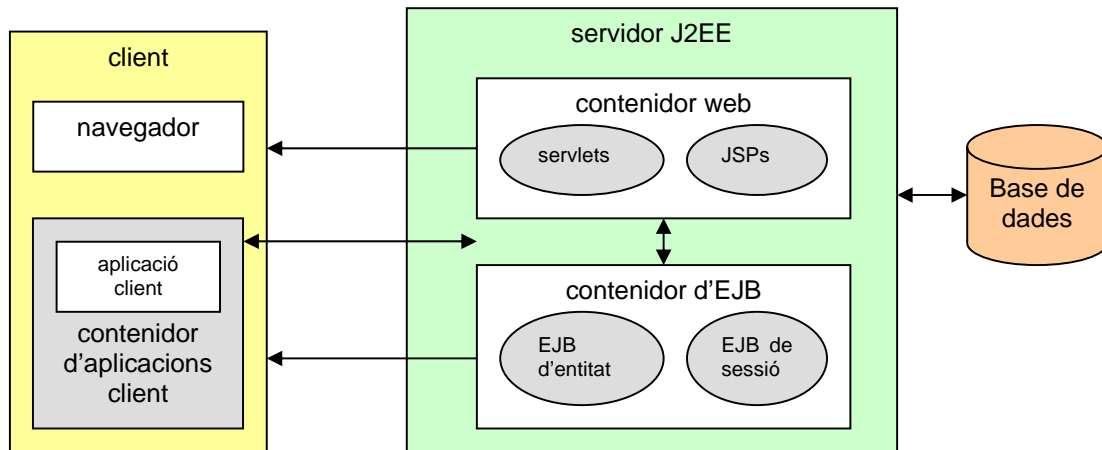 client
navegador
aplicació
client
contenidor
d'aplicacions
client
servidor J2EE
contenidor web
servlets
JSPs
contenidor d'EJB
EJB
d'entitat
EJB de
sessió
Base de
dades